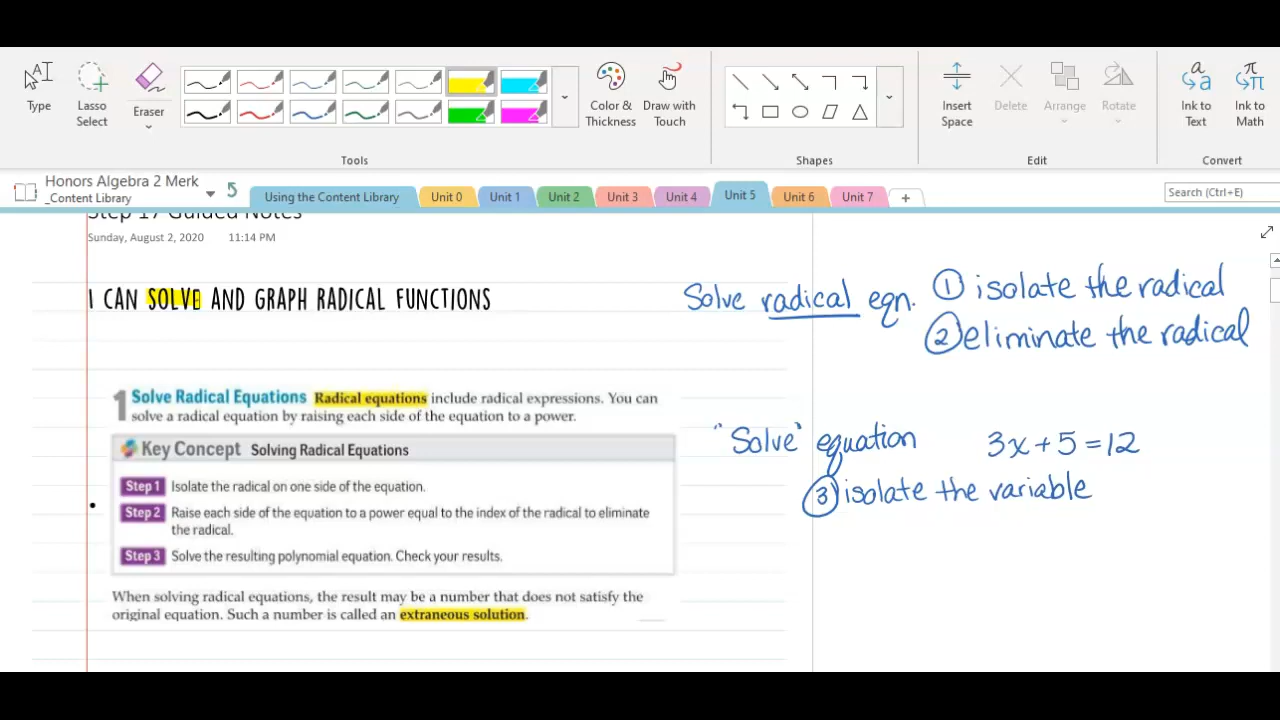 Type
Lasso
Select
Eraser
Color &
Thickness
Draw with
Touch
Insert
Space
Delete
Arrange
Rotate
a
a
Ink to
Text
π
π
Ink to
Math
Tools
Shapes
Edit
Convert
Honors Algebra 2 Merk
_Content Library
Using the Content Library
Unit 0
Unit 1
Unit 2
Unit 3
Unit 4
Unit 5
Unit 6
Unit 7
+
Search (Ctrl+E)
Step 17 Guided Notes
Sunday, August 2, 2020 11:14 PM
I CAN SOLVE AND GRAPH RADICAL FUNCTIONS
Solve radical eqn. ① isolate the radical
② eliminate the radical
1 Solve Radical Equations Radical equations include radical expressions. You can
solve a radical equation by raising each side of the equation to a power.
Key Concept Solving Radical Equations
Step 1 Isolate the radical on one side of the equation.
Step 2 Raise each side of the equation to a power equal to the index of the radical to eliminate
the radical.
Step 3 Solve the resulting polynomial equation. Check your results.
When solving radical equations, the result may be a number that does not satisfy the
original equation. Such a number is called an extraneous solution.
"Solve" equation 3x+5=12
③ isolate the variable